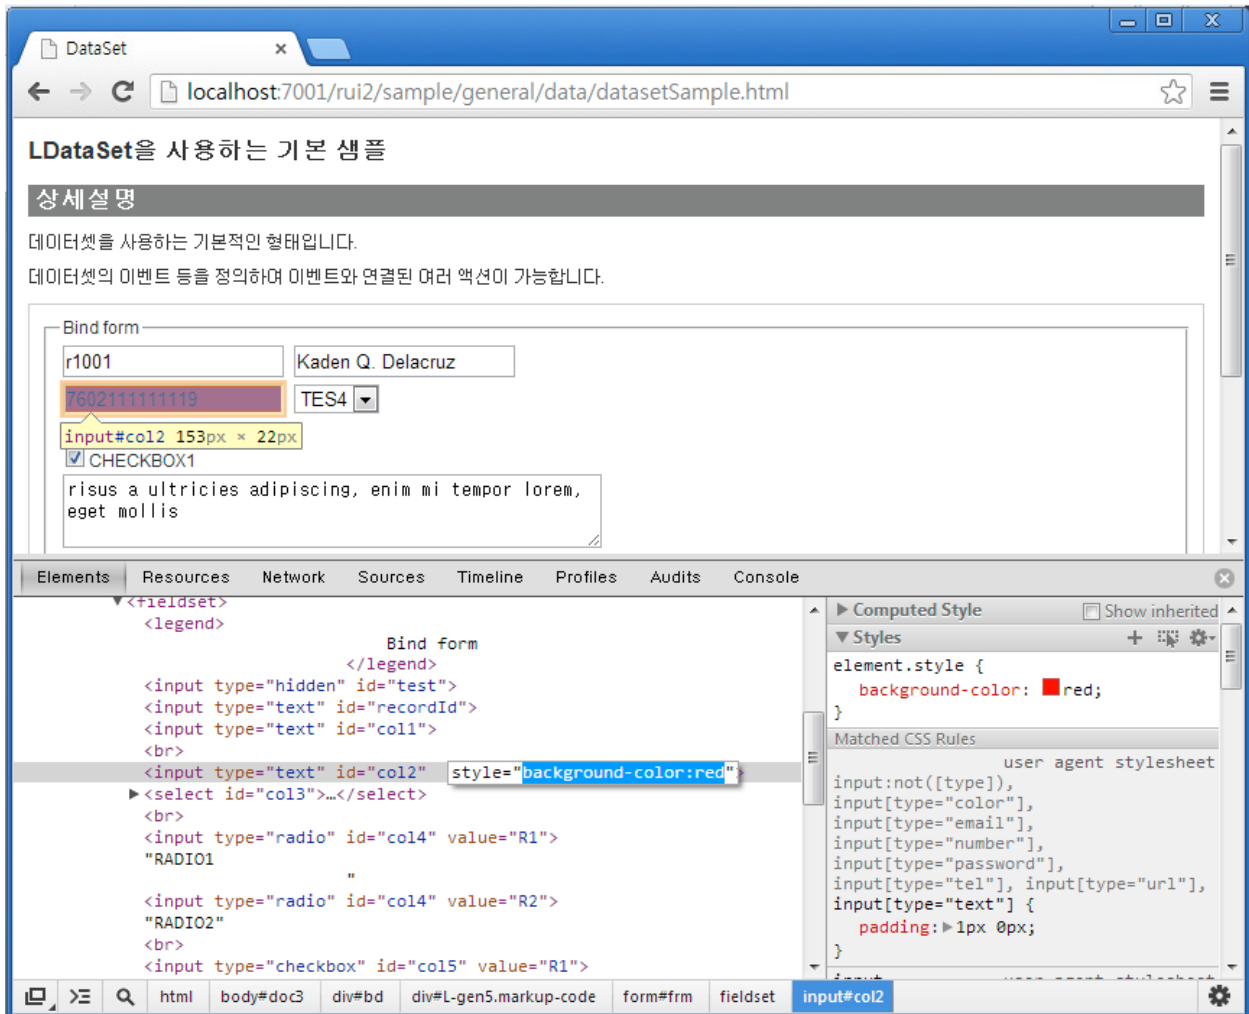 DataSet
localhost:7001/rui2/sample/general/data/datasetSample.html
LDataSet을 사용하는 기본 샘플
상세설명
데이터셋을 사용하는 기본적인 형태입니다.
데이터셋의 이벤트 등을 정의하여 이벤트와 연결된 여러 액션이 가능합니다.
Bind form
r1001 Kaden Q. Delacruz
7602111111119 TES4
input#col2 153px × 22px
CHECKBOX1
risus a ultricies adipiscing, enim mi tempor lorem,
eget mollis
Elements Resources Network Sources Timeline Profiles Audits Console
▼<fieldset>
<legend>
Bind form
</legend>
<input type="hidden" id="test">
<input type="text" id="recordId">
<input type="text" id="col1">
<br>
<input type="text" id="col2" style="background-color:red">
▶<select id="col3">…</select>
<br>
<input type="radio" id="col4" value="R1">
"RADIO1
"
<input type="radio" id="col4" value="R2">
"RADIO2"
<br>
<input type="checkbox" id="col5" value="R1">
▶ Computed Style Show inherited
▼ Styles
element.style {
background-color: red;
}
Matched CSS Rules
user agent stylesheet
input:not([type]),
input[type="color"],
input[type="email"],
input[type="number"],
input[type="password"],
input[type="tel"], input[type="url"],
input[type="text"] {
padding:▶1px 0px;
}
html body#doc3 div#bd div#L-gen5.markup-code form#frm fieldset input#col2